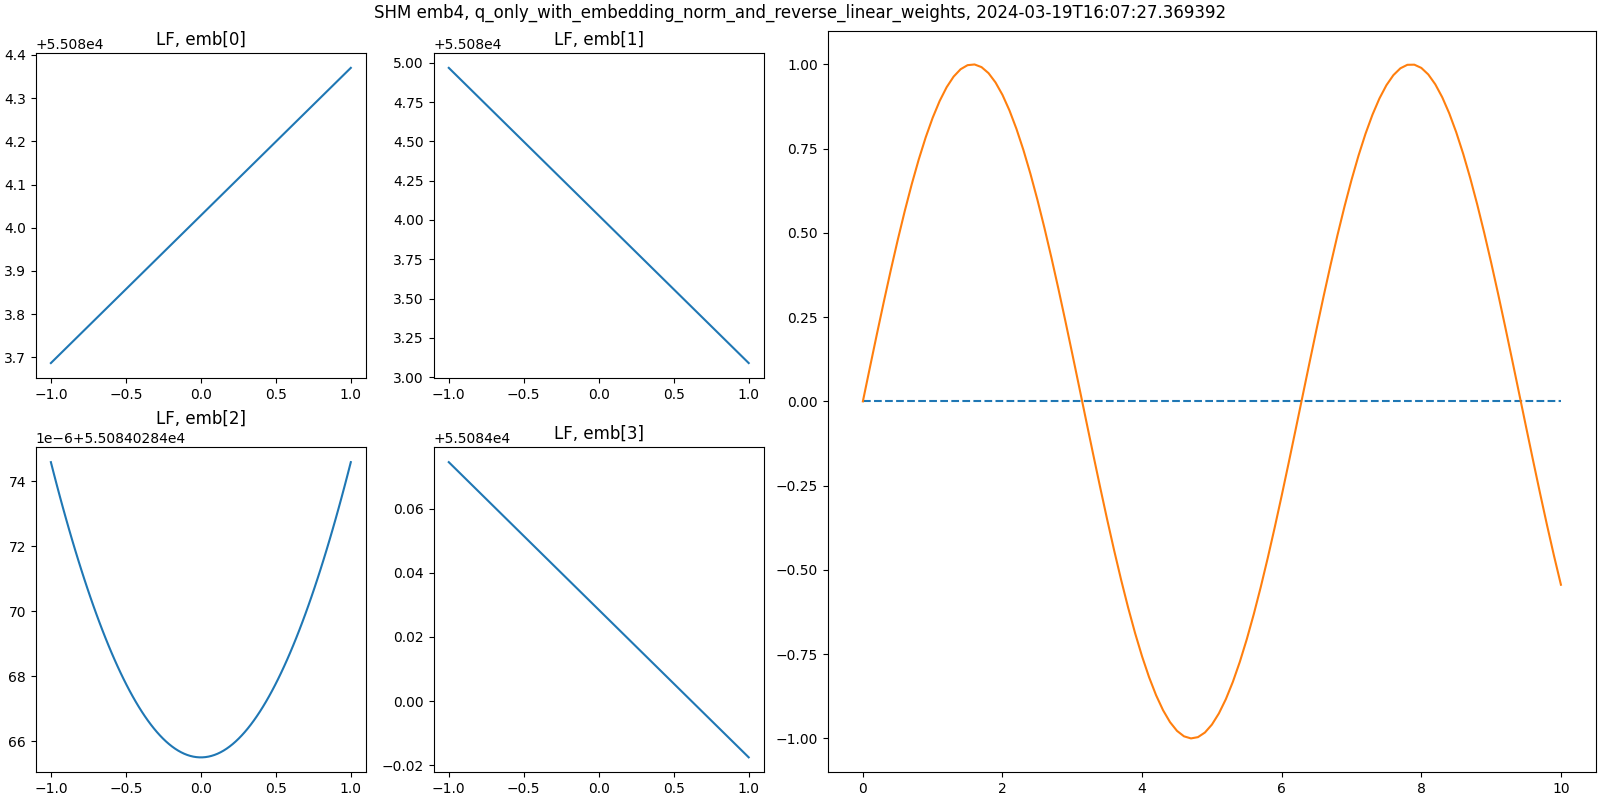 SHM emb4, q_only_with_embedding_norm_and_reverse_linear_weights, 2024-03-19T16:07:27.369392
LF, emb[0]
+5.508e4
4.4
4.3
4.2
4.1
4.0
3.9
3.8
3.7
−1.0 −0.5 0.0 0.5 1.0
LF, emb[1]
+5.508e4
5.00
4.75
4.50
4.25
4.00
3.75
3.50
3.25
3.00
−1.0 −0.5 0.0 0.5 1.0
LF, emb[2]
1e−6+5.50840284e4
74
72
70
68
66
−1.0 −0.5 0.0 0.5 1.0
LF, emb[3]
+5.5084e4
0.06
0.04
0.02
0.00
−0.02
−1.0 −0.5 0.0 0.5 1.0
1.00
0.75
0.50
0.25
0.00
−0.25
−0.50
−0.75
−1.00
0 2 4 6 8 10